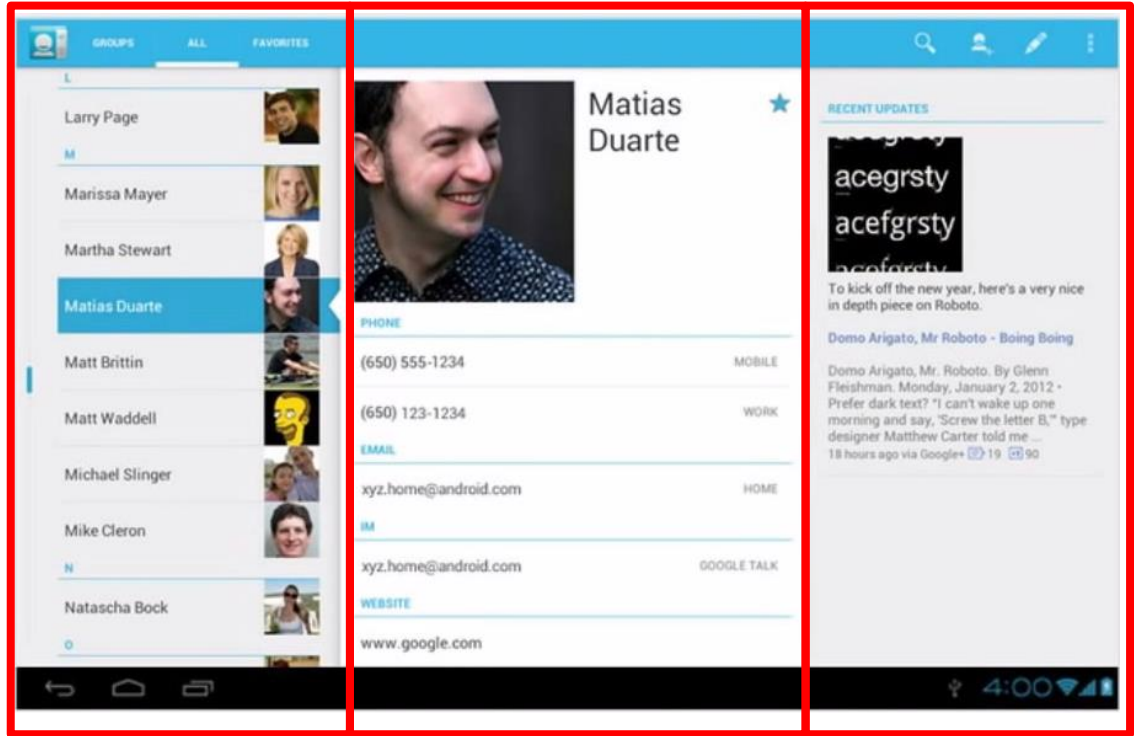 GROUPS ALL FAVORITES
L
Larry Page
M
Marissa Mayer
Martha Stewart
Matias Duarte
Matt Brittin
Matt Waddell
Michael Slinger
Mike Cleron
N
Natascha Bock
O
Matias
Duarte
PHONE
(650) 555-1234 MOBILE
(650) 123-1234 WORK
EMAIL
xyz.home@android.com HOME
IM
xyz.home@android.com GOOGLE TALK
WEBSITE
www.google.com
RECENT UPDATES
acegrsty
acefgrsty
To kick off the new year, here's a very nice
in depth piece on Roboto.
Domo Arigato, Mr Roboto - Boing Boing
Domo Arigato, Mr. Roboto. By Glenn
Fleishman. Monday, January 2, 2012 •
Prefer dark text? "I can't wake up one
morning and say, 'Screw the letter B,'" type
designer Matthew Carter told me ...
18 hours ago via Google+ 19 +1 90
4:00